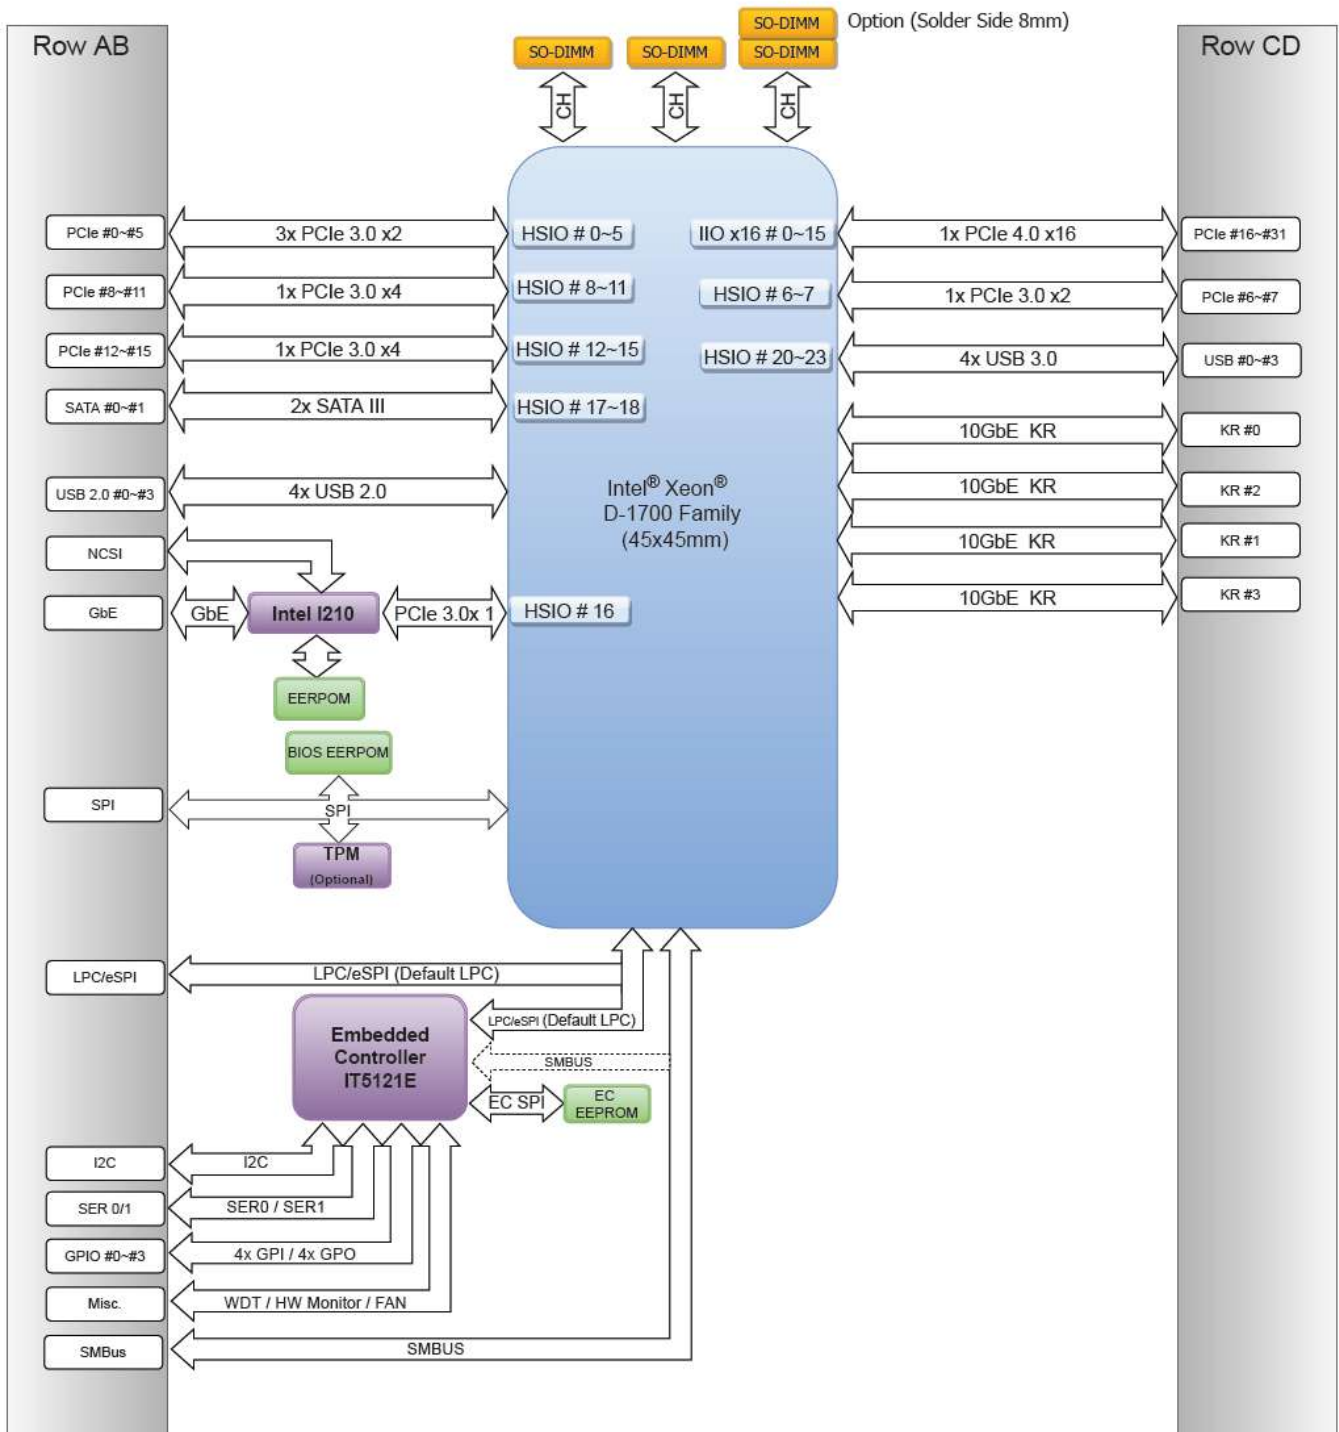 SO-DIMM Option (Solder Side 8mm)
Row AB SO-DIMM SO-DIMM SO-DIMM Row CD
CH CH CH
PCIe #0~#5 3x PCIe 3.0 x2 HSIO # 0~5 IIO x16 # 0~15 1x PCIe 4.0 x16 PCIe #16~#31
PCIe #8~#11 1x PCIe 3.0 x4 HSIO # 8~11 HSIO # 6~7 1x PCIe 3.0 x2 PCIe #6~#7
PCIe #12~#15 1x PCIe 3.0 x4 HSIO # 12~15 HSIO # 20~23 4x USB 3.0 USB #0~#3
SATA #0~#1 2x SATA III HSIO # 17~18
10GbE KR KR #0
USB 2.0 #0~#3 4x USB 2.0 Intel® Xeon® 10GbE KR KR #2
D-1700 Family
(45x45mm) 10GbE KR KR #1
NCSI
10GbE KR KR #3
GbE GbE Intel I210 PCIe 3.0x 1 HSIO # 16
EERPOM
BIOS EERPOM
SPI SPI
TPM
(Optional)
LPC/eSPI LPC/eSPI (Default LPC)
LPC/eSPI (Default LPC)
Embedded
Controller
IT5121E
SMBUS
EC SPI EC
EEPROM
I2C I2C
SER 0/1 SER0 / SER1
GPIO #0~#3 4x GPI / 4x GPO
Misc. WDT / HW Monitor / FAN
SMBus SMBUS